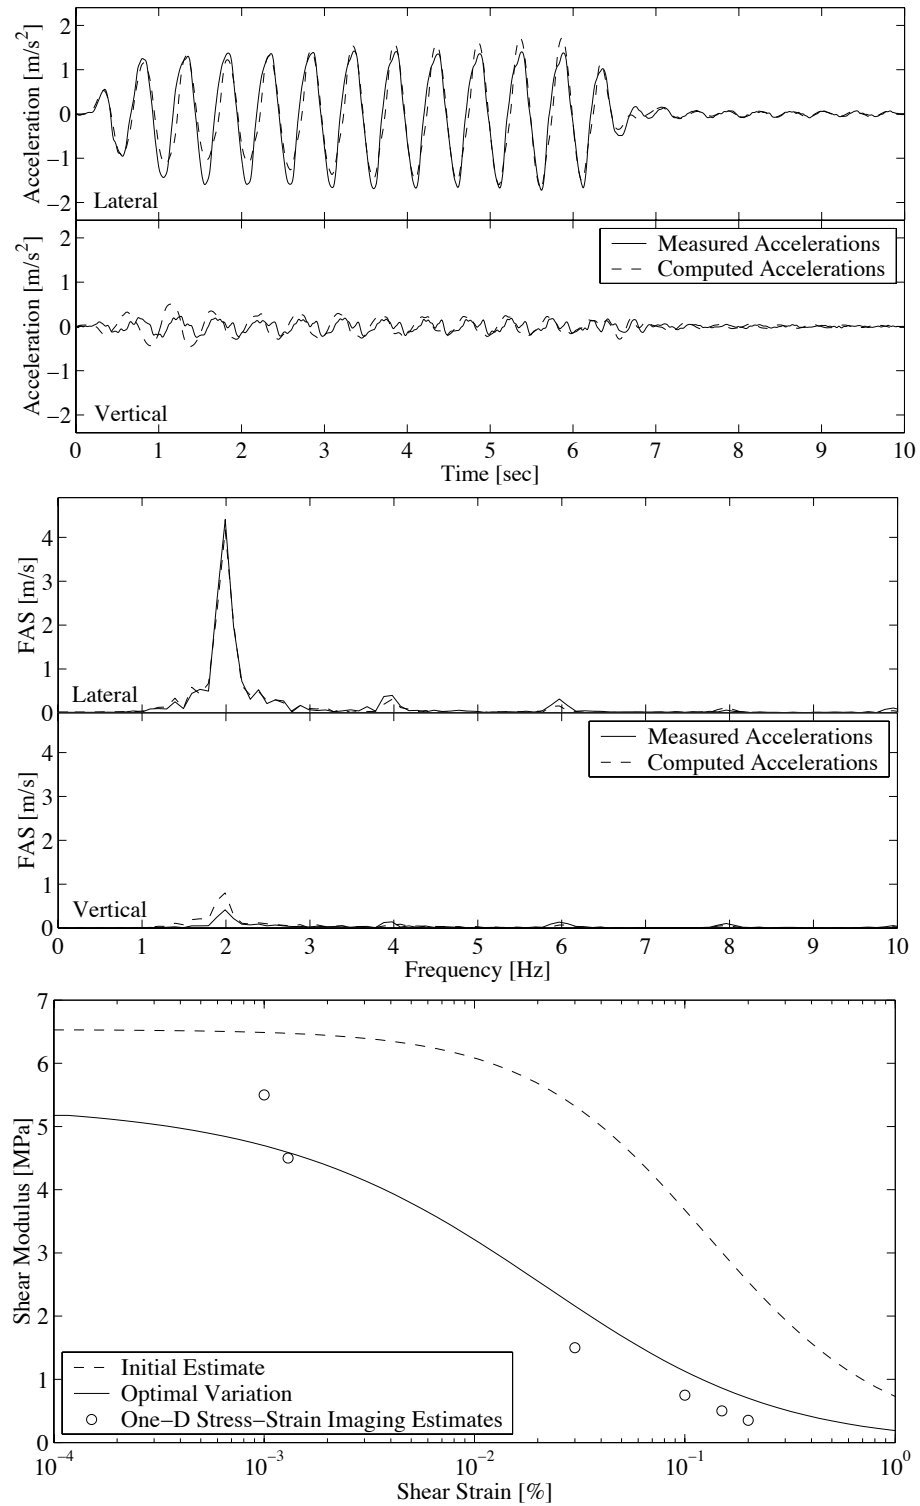 2
1
0
−1
−2
Acceleration [m/s²]
Lateral
2
1
0
−1
−2
Acceleration [m/s²]
Measured Accelerations
Computed Accelerations
Vertical
0 1 2 3 4 5 6 7 8 9 10
Time [sec]
4
3
2
1
0
FAS [m/s]
Lateral
4
3
2
1
0
FAS [m/s]
Measured Accelerations
Computed Accelerations
Vertical
0 1 2 3 4 5 6 7 8 9 10
Frequency [Hz]
7
6
5
4
3
2
1
0
Shear Modulus [MPa]
Initial Estimate
Optimal Variation
One−D Stress−Strain Imaging Estimates
10⁻⁴ 10⁻³ 10⁻² 10⁻¹ 10⁰
Shear Strain [%]